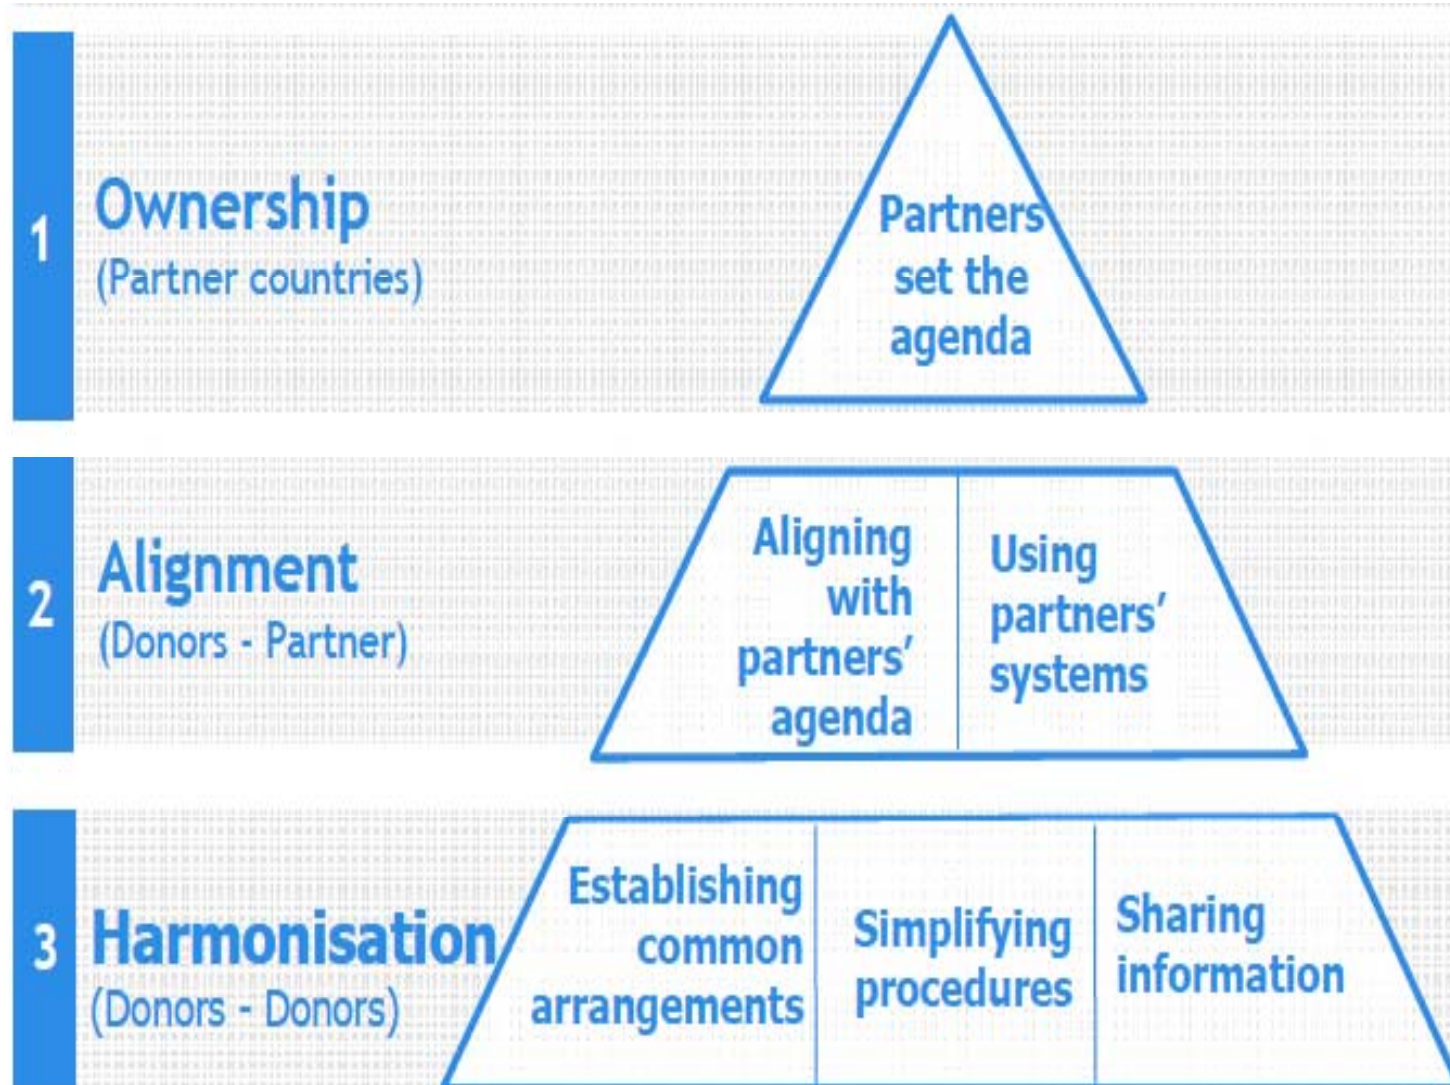 1
Ownership
(Partner countries)
Partners
set the
agenda
2
Alignment
(Donors - Partner)
Aligning
with
partners’
agenda
Using
partners’
systems
3
Harmonisation
(Donors - Donors)
Establishing
common
arrangements
Simplifying
procedures
Sharing
information